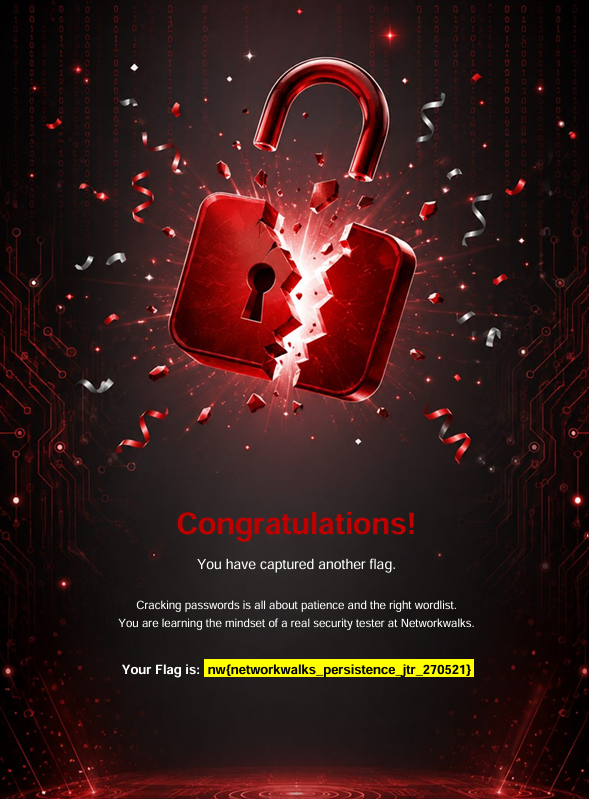 Congratulations!
You have captured another flag.
Cracking passwords is all about patience and the right wordlist.
You are learning the mindset of a real security tester at Networkwalks.
Your Flag is: nw{networkwalks_persistence_jtr_270521}